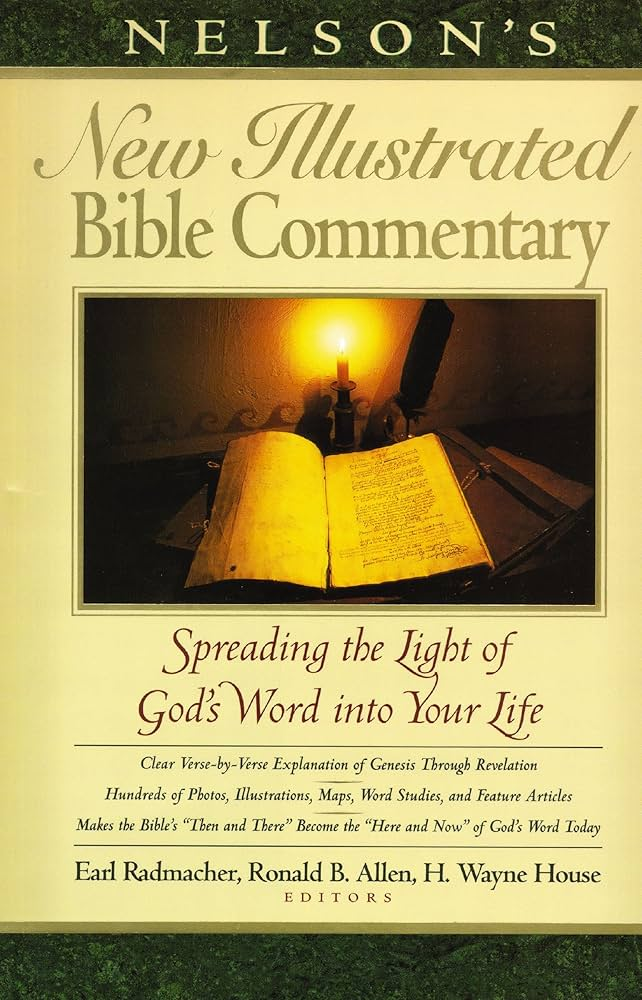 NELSON'S
New Illustrated
Bible Commentary
Spreading the Light of
God's Word into Your Life
Clear Verse-by-Verse Explanation of Genesis Through Revelation
Hundreds of Photos, Illustrations, Maps, Word Studies, and Feature Articles
Makes the Bible's "Then and There" Become the "Here and Now" of God's Word Today
Earl Radmacher, Ronald B. Allen, H. Wayne House
EDITORS